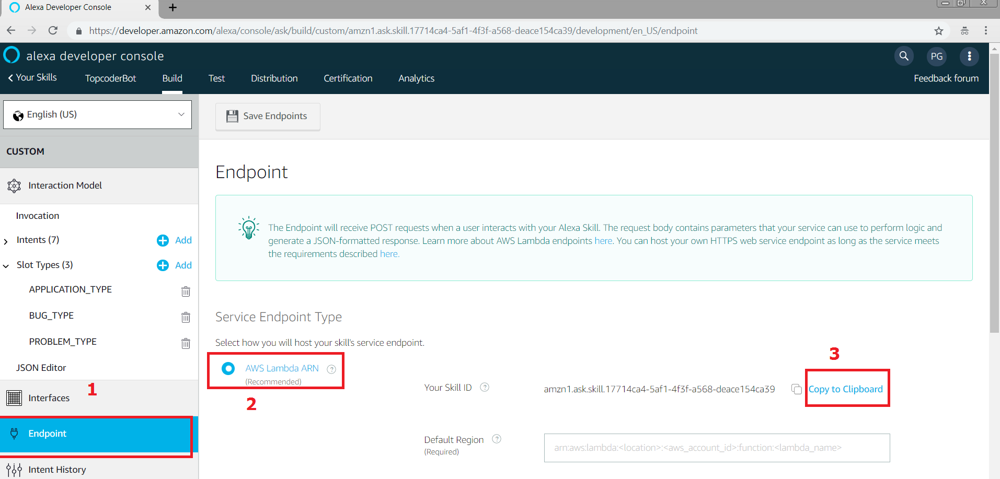 Alexa Developer Console
https://developer.amazon.com/alexa/console/ask/build/custom/amzn1.ask.skill.17714ca4-5af1-4f3f-a568-deace154ca39/development/en_US/endpoint
alexa developer console
PG
Your Skills
TopcoderBot
Build
Test
Distribution
Certification
Analytics
Feedback forum
English (US)
Save Endpoints
CUSTOM
Interaction Model
Invocation
Intents (7)
Add
Slot Types (3)
Add
APPLICATION_TYPE
BUG_TYPE
PROBLEM_TYPE
JSON Editor
1
Interfaces
Endpoint
Intent History
Endpoint
The Endpoint will receive POST requests when a user interacts with your Alexa Skill. The request body contains parameters that your service can use to perform logic and
generate a JSON-formatted response. Learn more about AWS Lambda endpoints here. You can host your own HTTPS web service endpoint as long as the service meets
the requirements described here.
Service Endpoint Type
Select how you will host your skill's service endpoint.
AWS Lambda ARN ?
(Recommended)
2
3
Your Skill ID ?
amzn1.ask.skill.17714ca4-5af1-4f3f-a568-deace154ca39
Copy to Clipboard
Default Region ?
(Required)
arn:aws:lambda:<location>:<aws_account_id>:function:<lambda_name>